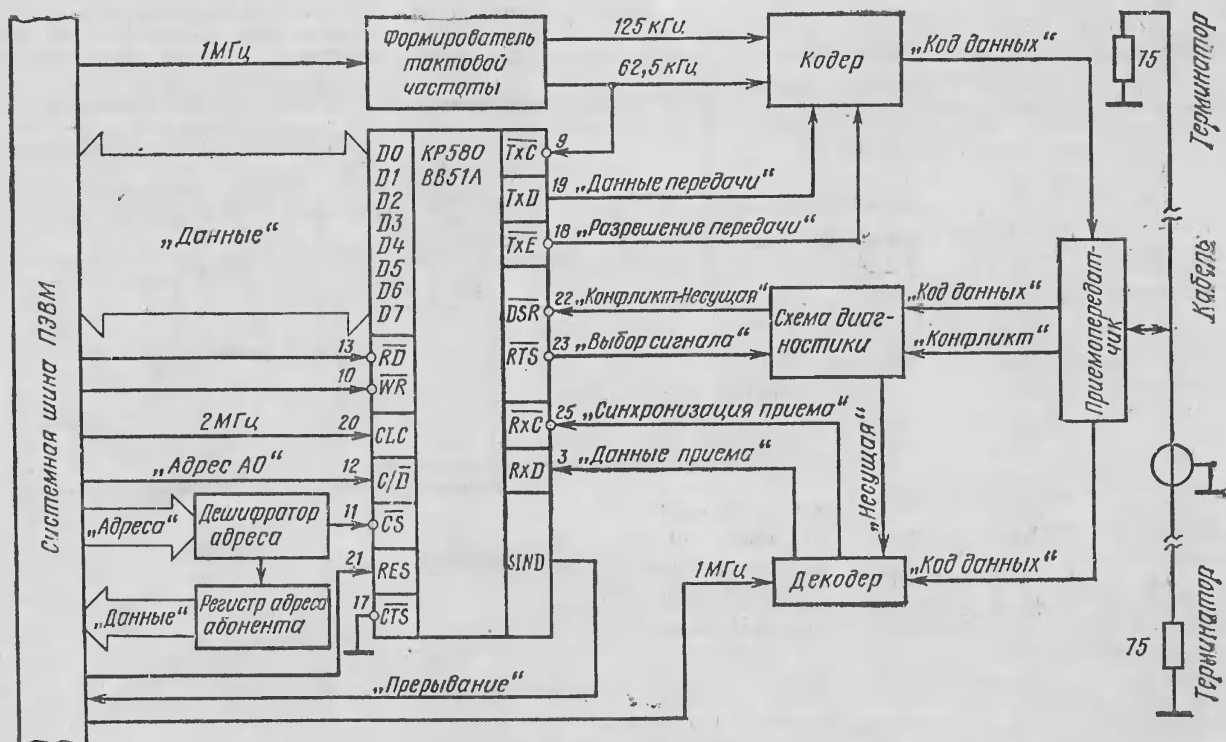 Системная шина ПЭВМ
1МГц
Формирователь
тактовой
частоты
125 кГц
62,5 кГц
Кодер
„Код данных“
75
Терминатор
„Данные“
D0
D1
D2
D3
D4
D5
D6
D7
КР580
ВВ51А
TxC
9
TxD
19 „Данные передачи“
TxE
18 „Разрешение передачи“
DSR
22 „Конфликт-Несущая“
RTS
23 „Выбор сигнала“
Схема диаг-
ностики
„Код данных“
„Конфликт“
Приемопередат-
чик
Кабель
13
RD
10
WR
2МГц
20
CLC
„Адрес А0“
12
C/D
„Адреса“
Дешифратор
адреса
11
CS
21
RES
„Данные“
Регистр адреса
абонента
17
CTS
RxC
25 „Синхронизация приема“
RxD
3 „Данные приема“
SIND
„Несущая“
1МГц
Декодер
„Код данных“
75
Терминатор
„Прерывание“